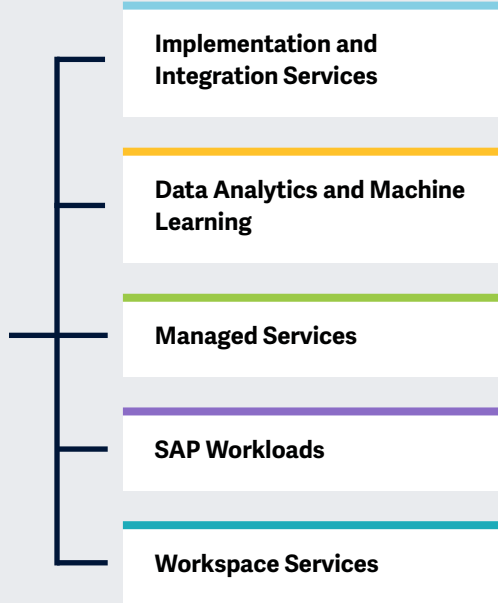 Implementation and
Integration Services
Data Analytics and Machine
Learning
Managed Services
SAP Workloads
Workspace Services